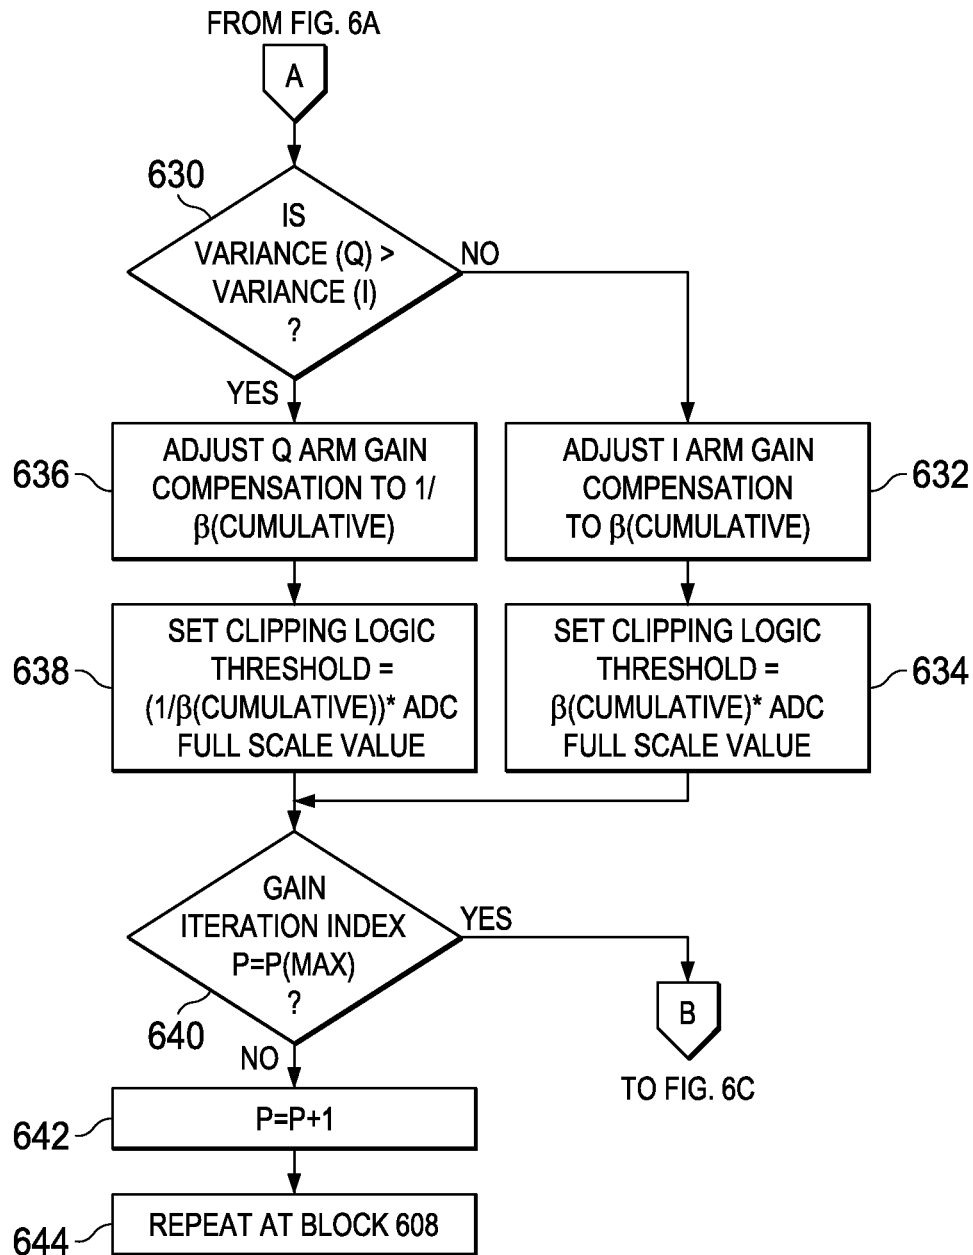 FROM FIG. 6A
A
630
IS
VARIANCE (Q) >
VARIANCE (I)
?
NO
YES
636
ADJUST Q ARM GAIN
COMPENSATION TO 1/
β(CUMULATIVE)
ADJUST I ARM GAIN
COMPENSATION
TO β(CUMULATIVE)
632
638
SET CLIPPING LOGIC
THRESHOLD =
(1/β(CUMULATIVE))* ADC
FULL SCALE VALUE
SET CLIPPING LOGIC
THRESHOLD =
β(CUMULATIVE)* ADC
FULL SCALE VALUE
634
GAIN
ITERATION INDEX
P=P(MAX)
?
YES
640
NO
B
TO FIG. 6C
642
P=P+1
644
REPEAT AT BLOCK 608